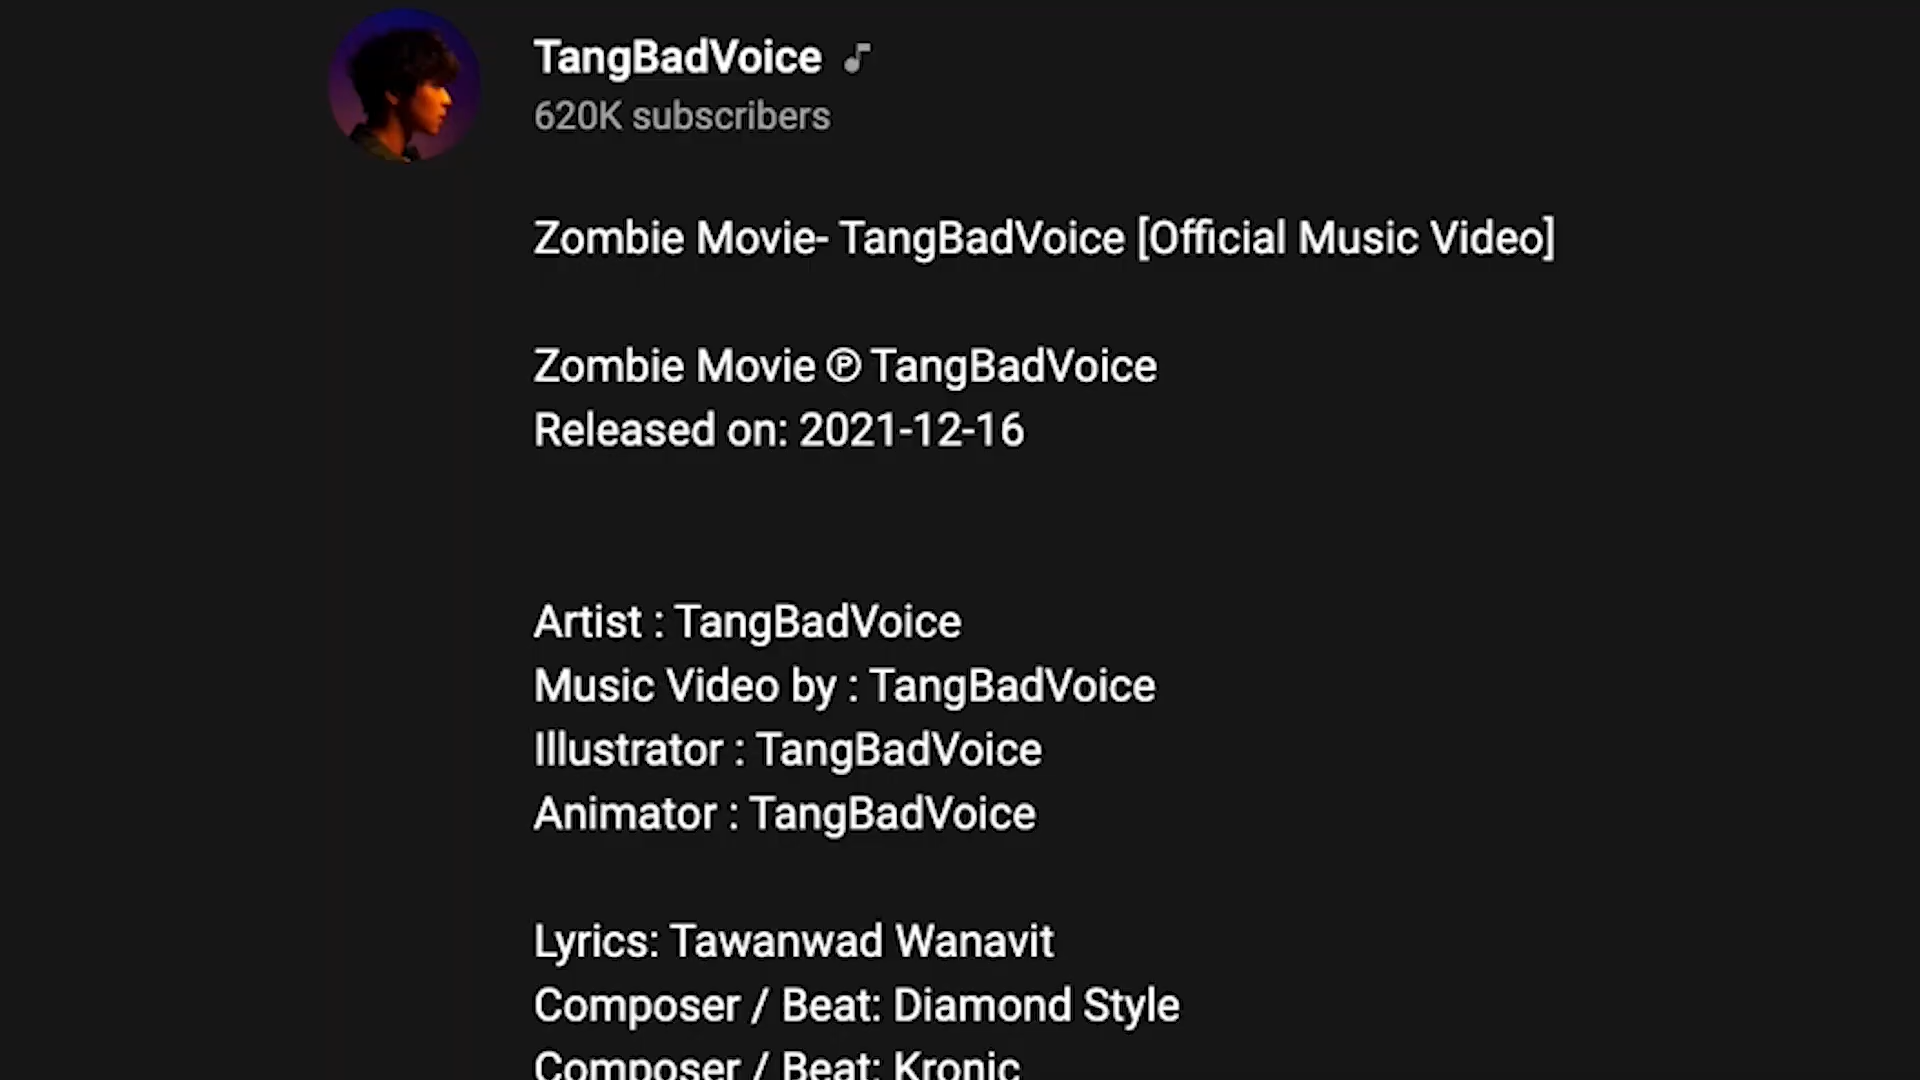 TangBadVoice
620K subscribers
Zombie Movie- TangBadVoice [Official Music Video]
Zombie Movie ℗ TangBadVoice
Released on: 2021-12-16
Artist : TangBadVoice
Music Video by : TangBadVoice
Illustrator : TangBadVoice
Animator : TangBadVoice
Lyrics: Tawanwad Wanavit
Composer / Beat: Diamond Style
Composer / Beat: Kronic